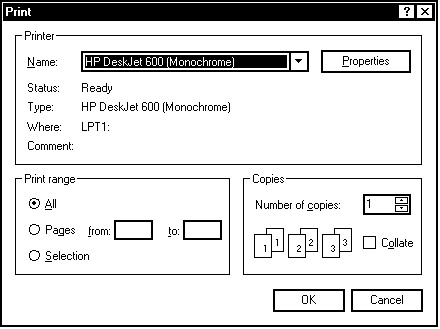 Print
Printer
Name: HP DeskJet 600 (Monochrome) Properties
Status: Ready
Type: HP DeskJet 600 (Monochrome)
Where: LPT1:
Comment:
Print range
All
Pages from: to:
Selection
Copies
Number of copies: 1
1 1 2 2 3 3 Collate
OK Cancel